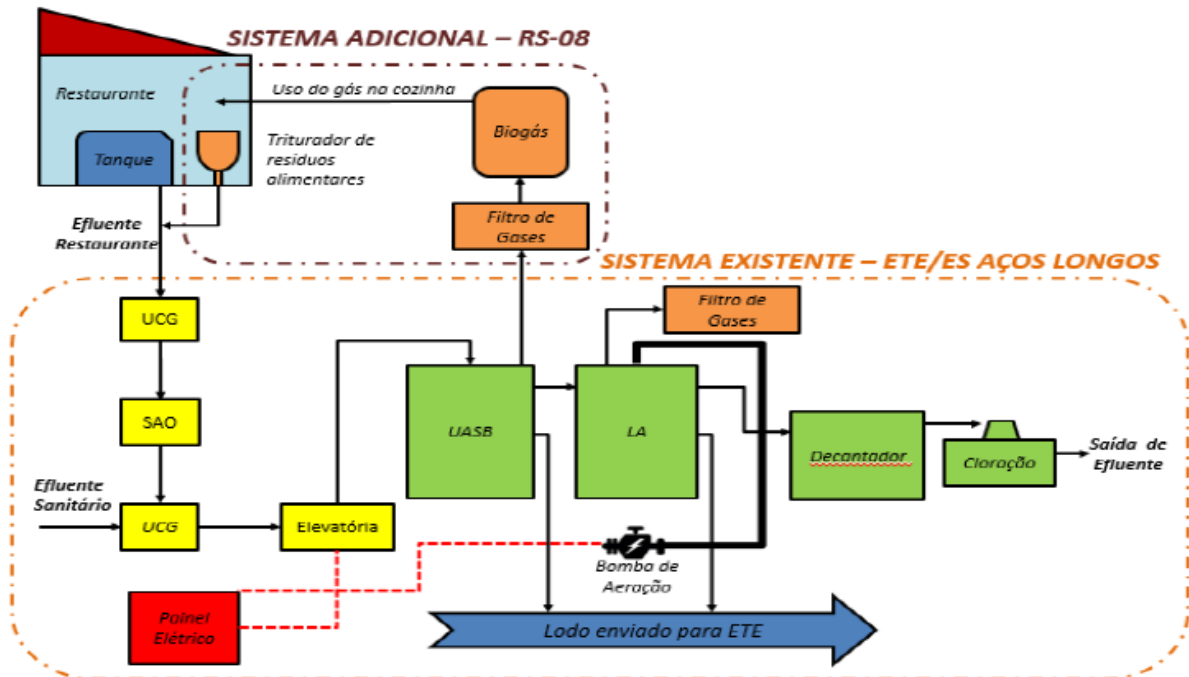 SISTEMA ADICIONAL – RS-08
Restaurante
Uso do gás na cozinha
Biogás
Tanque
Triturador de
resíduos
alimentares
Efluente
Restaurante
Filtro de
Gases
SISTEMA EXISTENTE – ETE/ES AÇOS LONGOS
UCG
Filtro de
Gases
SAO
UASB
LA
Decantador
Cloração
Saída de
Efluente
Efluente
Sanitário
UCG
Elevatória
Bomba de
Aeração
Painel
Elétrico
Lodo enviado para ETE